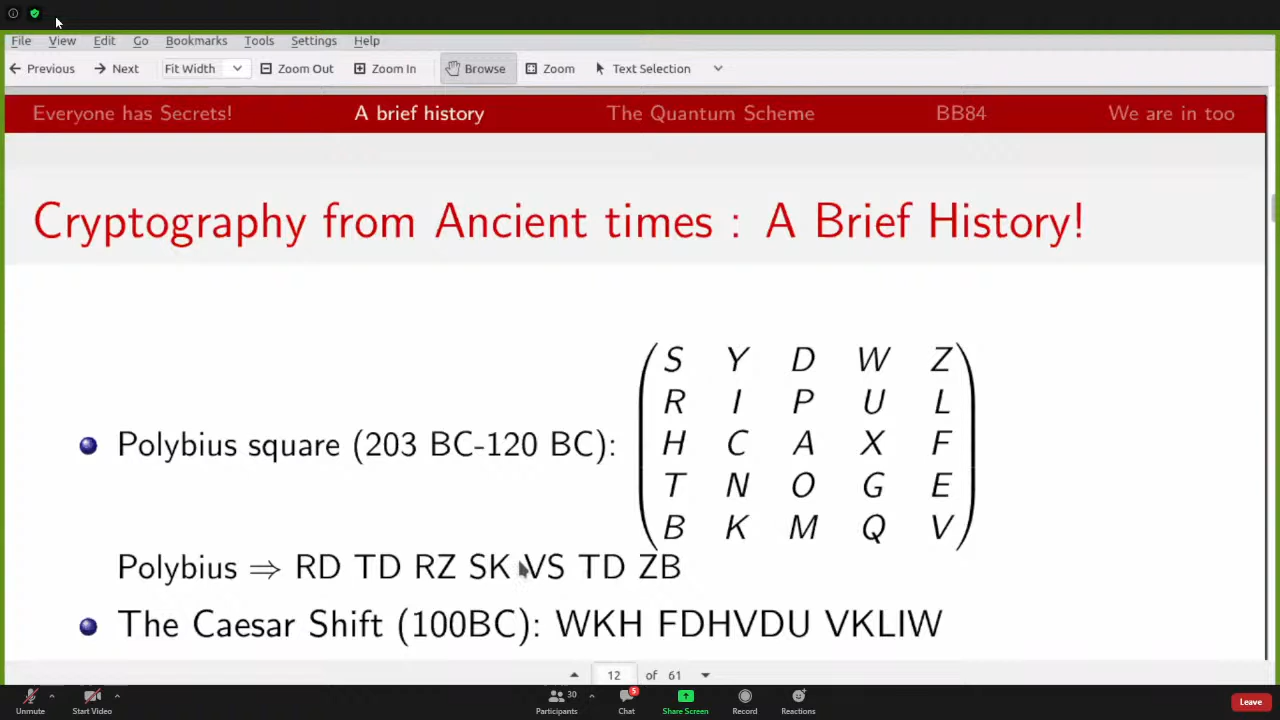 File View Edit Go Bookmarks Tools Settings Help
Previous Next Fit Width Zoom Out Zoom In Browse Zoom Text Selection
Everyone has Secrets! A brief history The Quantum Scheme BB84 We are in too
Cryptography from Ancient times : A Brief History!
S Y D W Z
R I P U L
Polybius square (203 BC-120 BC): H C A X F
T N O G E
B K M Q V
Polybius ⇒ RD TD RZ SK VS TD ZB
The Caesar Shift (100BC): WKH FDHVDU VKLIW
12 of 61
30 5
Unmute Start Video Participants Chat Share Screen Record Reactions Leave